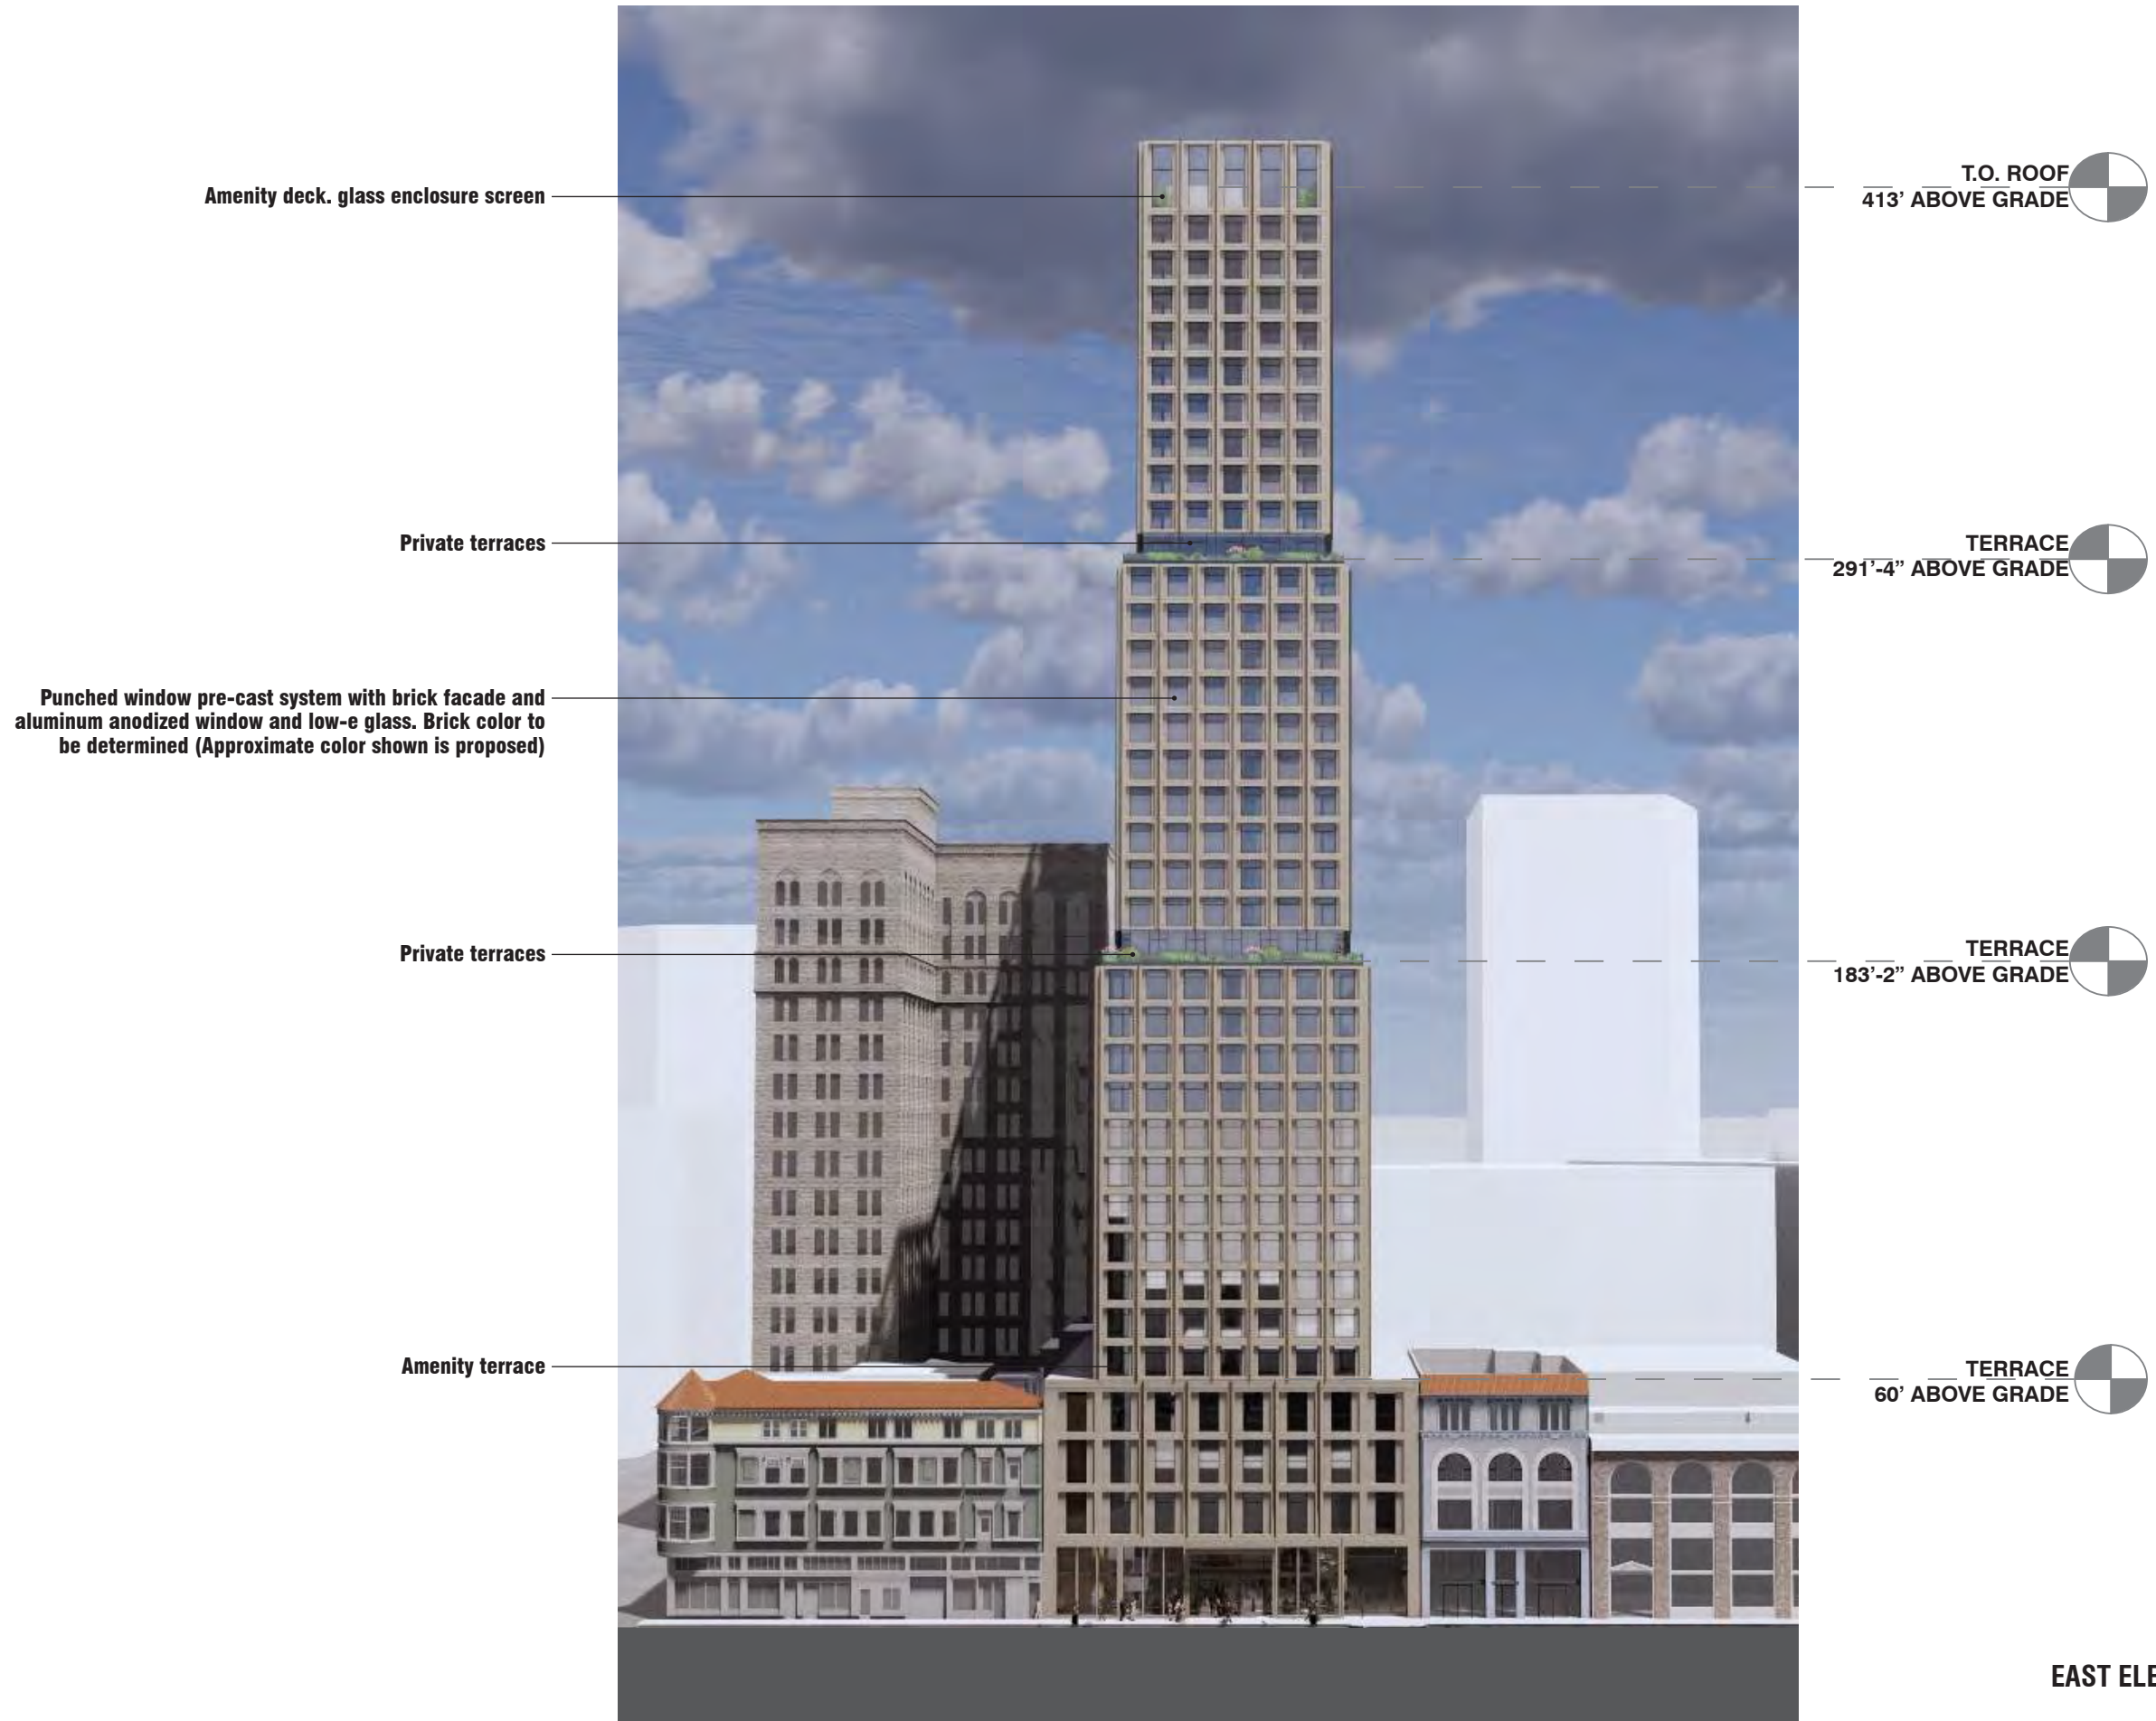 Amenity deck. glass enclosure screen
T.O. ROOF
413’ ABOVE GRADE
Private terraces
TERRACE
291’-4” ABOVE GRADE
Punched window pre-cast system with brick facade and
aluminum anodized window and low-e glass. Brick color to
be determined (Approximate color shown is proposed)
Private terraces
TERRACE
183’-2” ABOVE GRADE
Amenity terrace
TERRACE
60’ ABOVE GRADE
EAST ELE